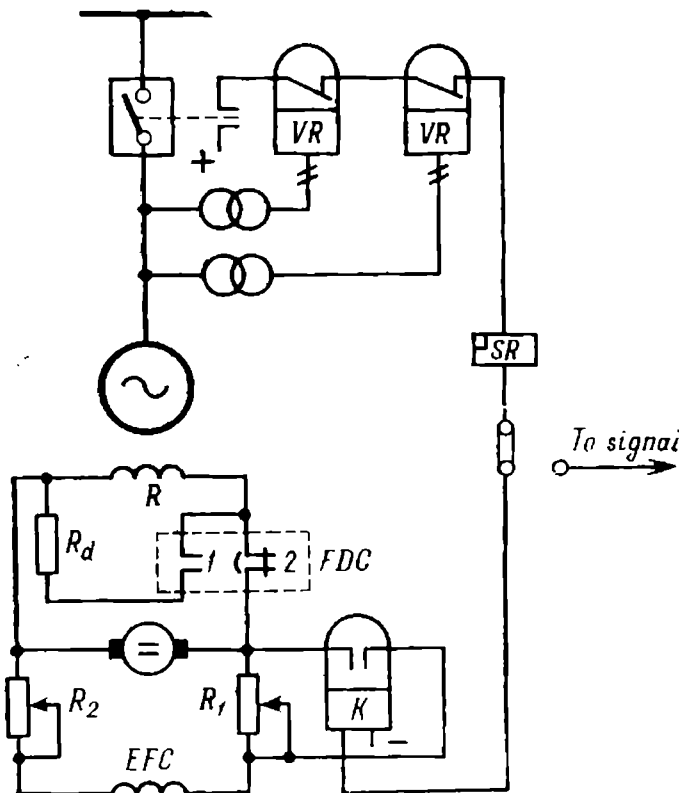 VR
VR
+
SR
To signal
R
R_d
1
2
FDC
=
R_2
R_1
K
−
EFC